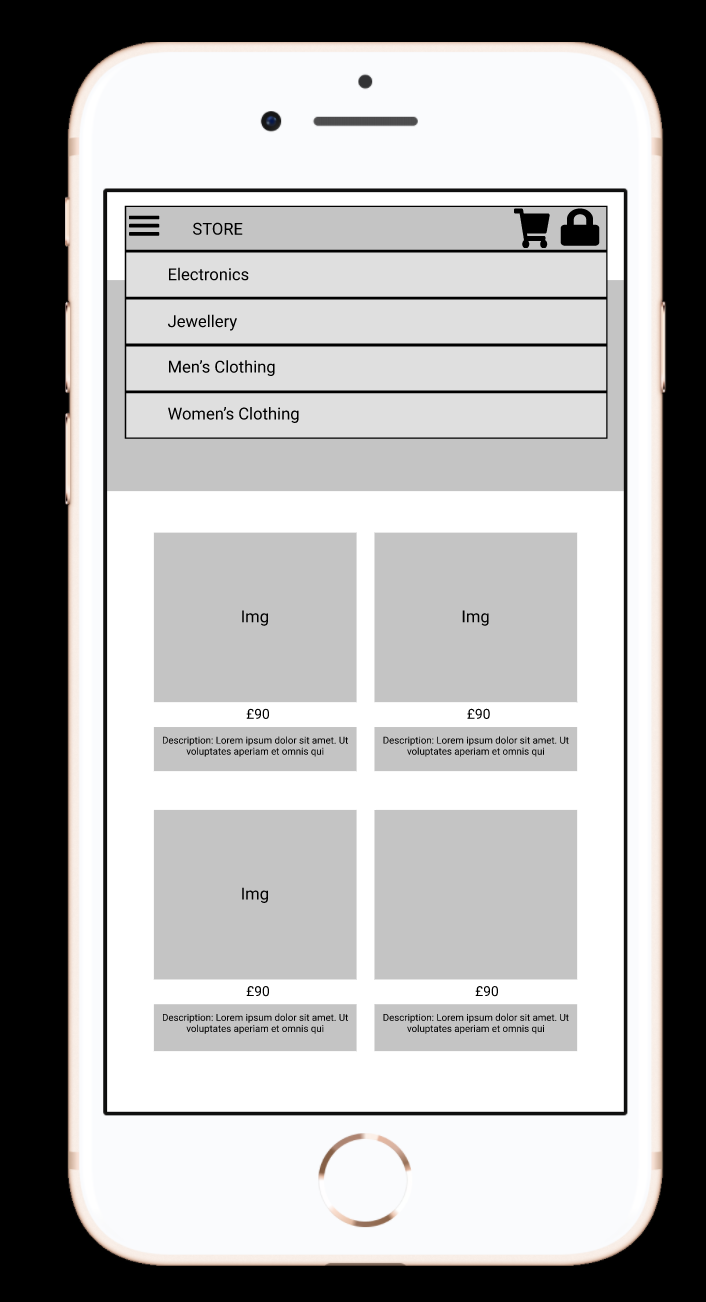 STORE
Electronics
Jewellery
Men’s Clothing
Women’s Clothing
Img
Img
£90
£90
Description: Lorem ipsum dolor sit amet. Ut
voluptates aperiam et omnis qui
Description: Lorem ipsum dolor sit amet. Ut
voluptates aperiam et omnis qui
Img
£90
£90
Description: Lorem ipsum dolor sit amet. Ut
voluptates aperiam et omnis qui
Description: Lorem ipsum dolor sit amet. Ut
voluptates aperiam et omnis qui